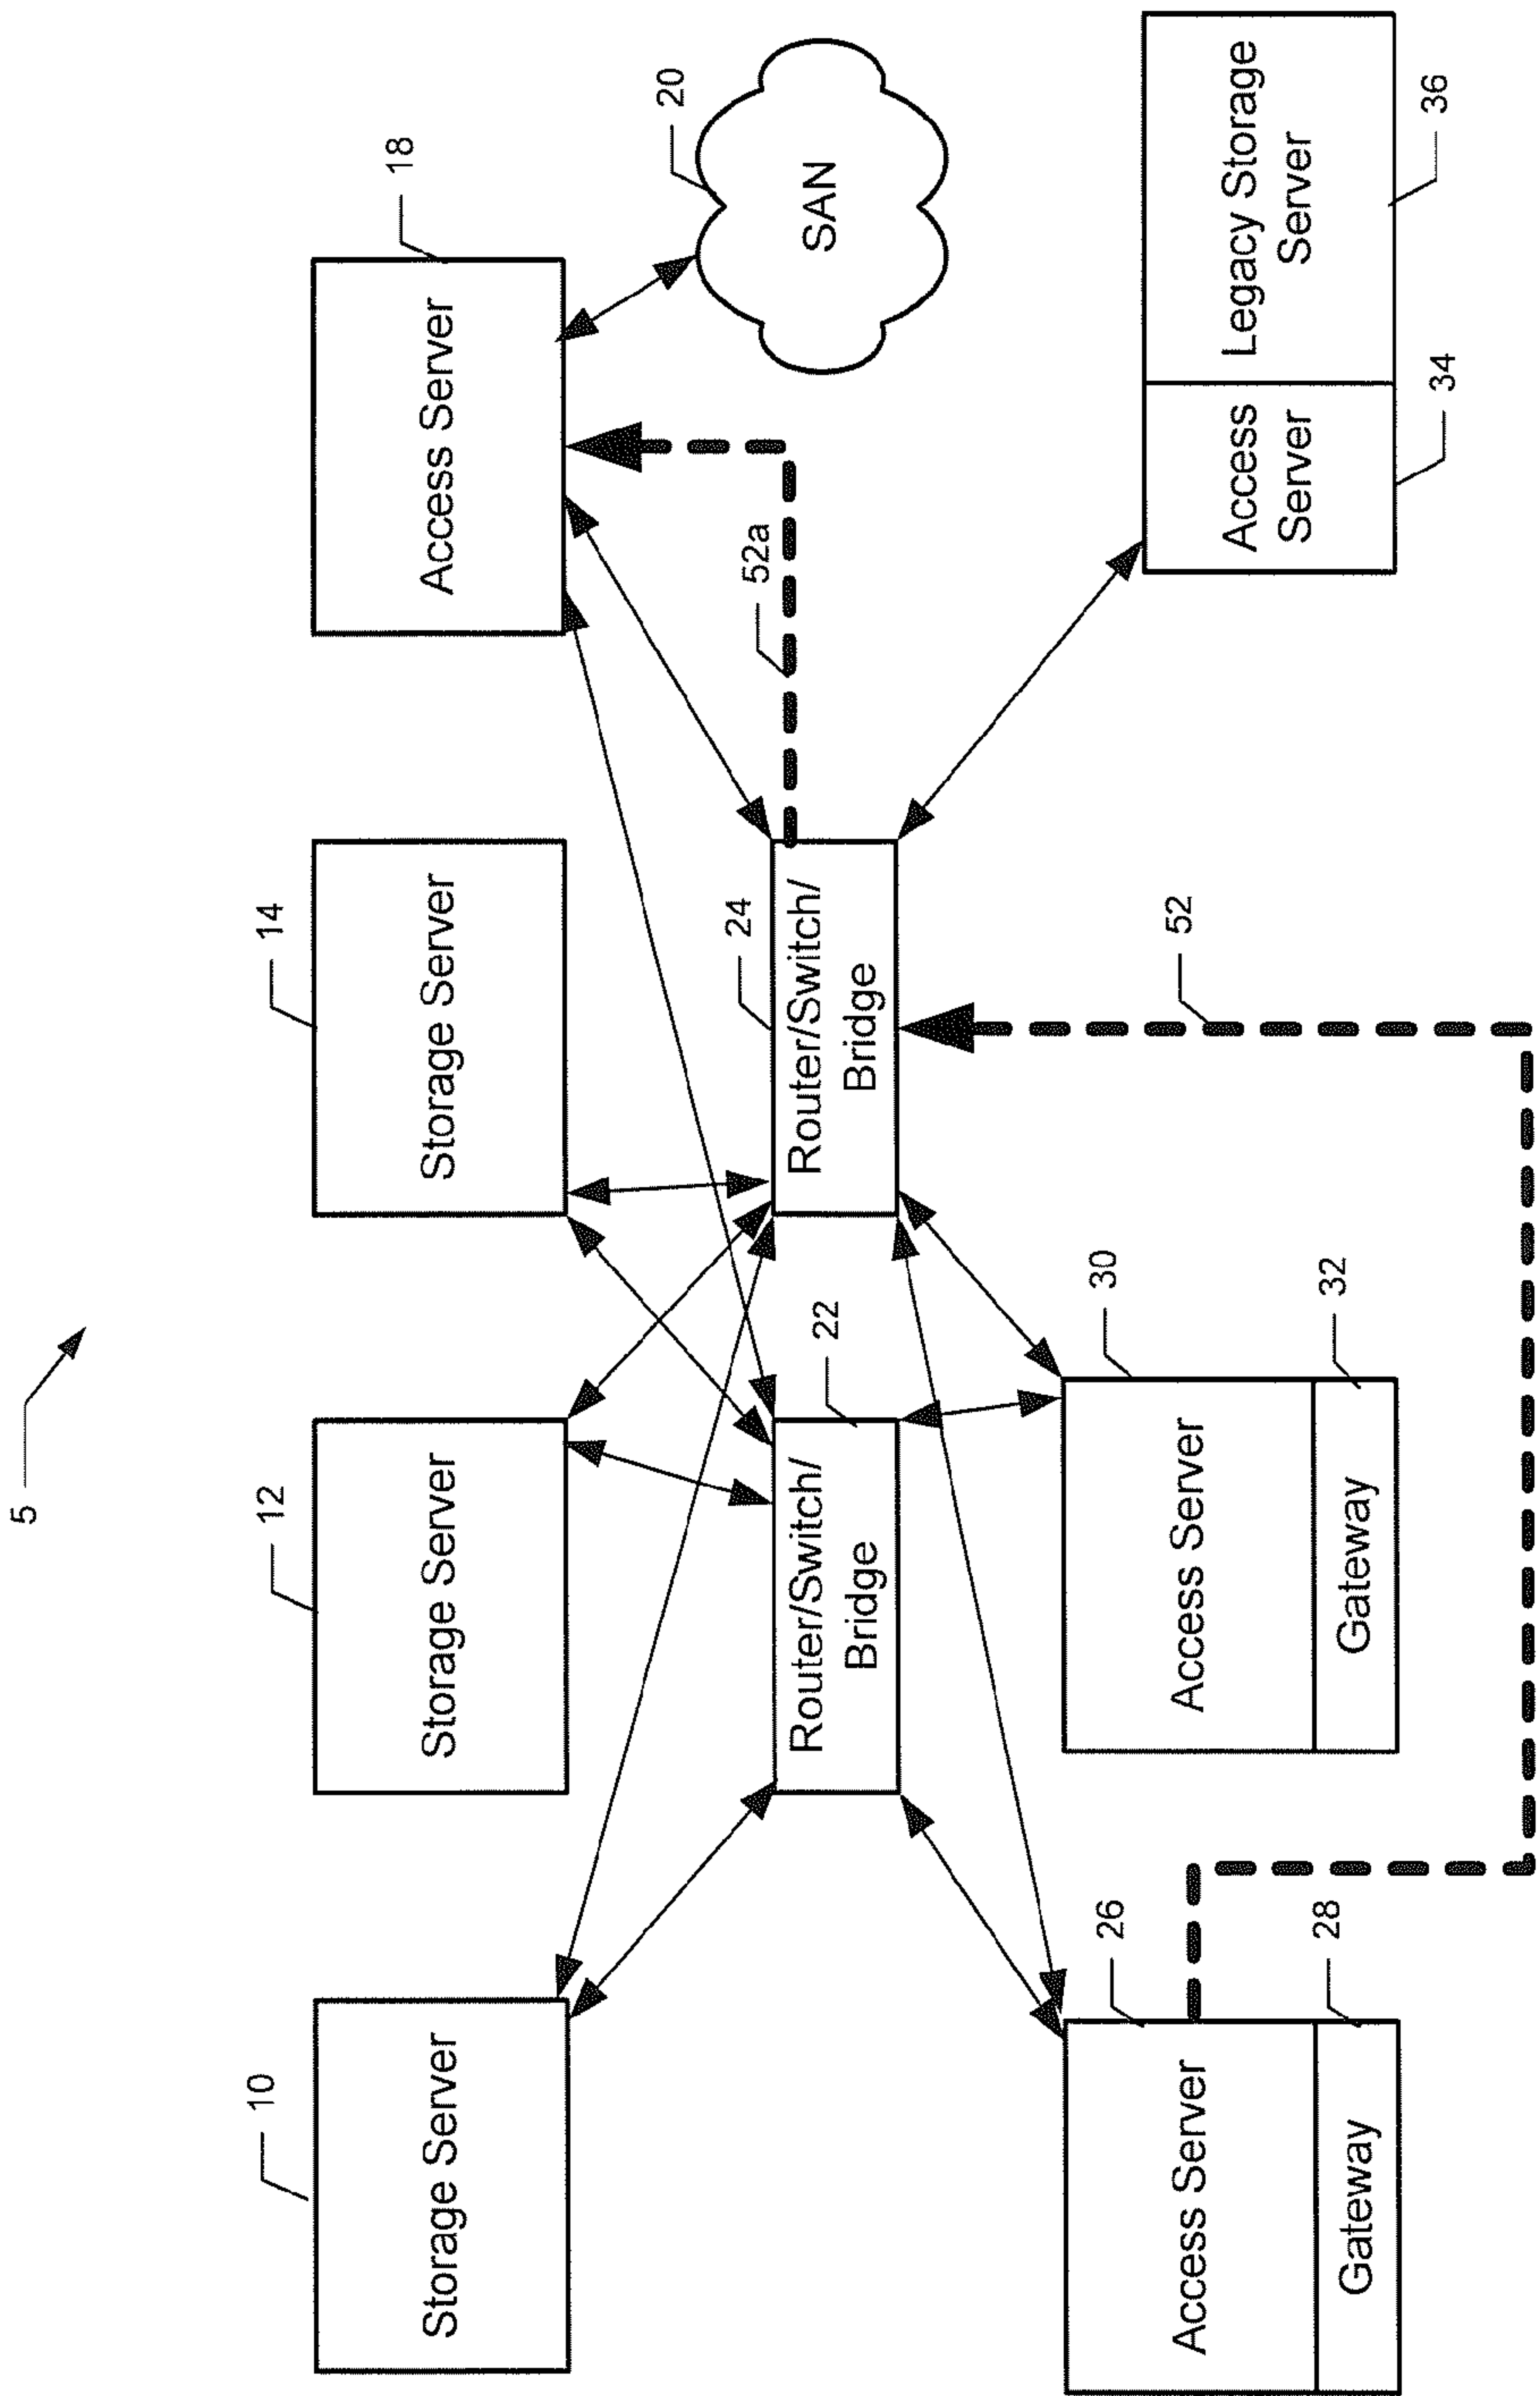 5
10
Storage Server
12
Storage Server
14
Storage Server
18
Access Server
20
SAN
22
Router/Switch/
Bridge
24
Router/Switch/
Bridge
52a
26
Access Server
28
Gateway
30
Access Server
32
Gateway
52
Access
Server
34
Legacy Storage
Server
36